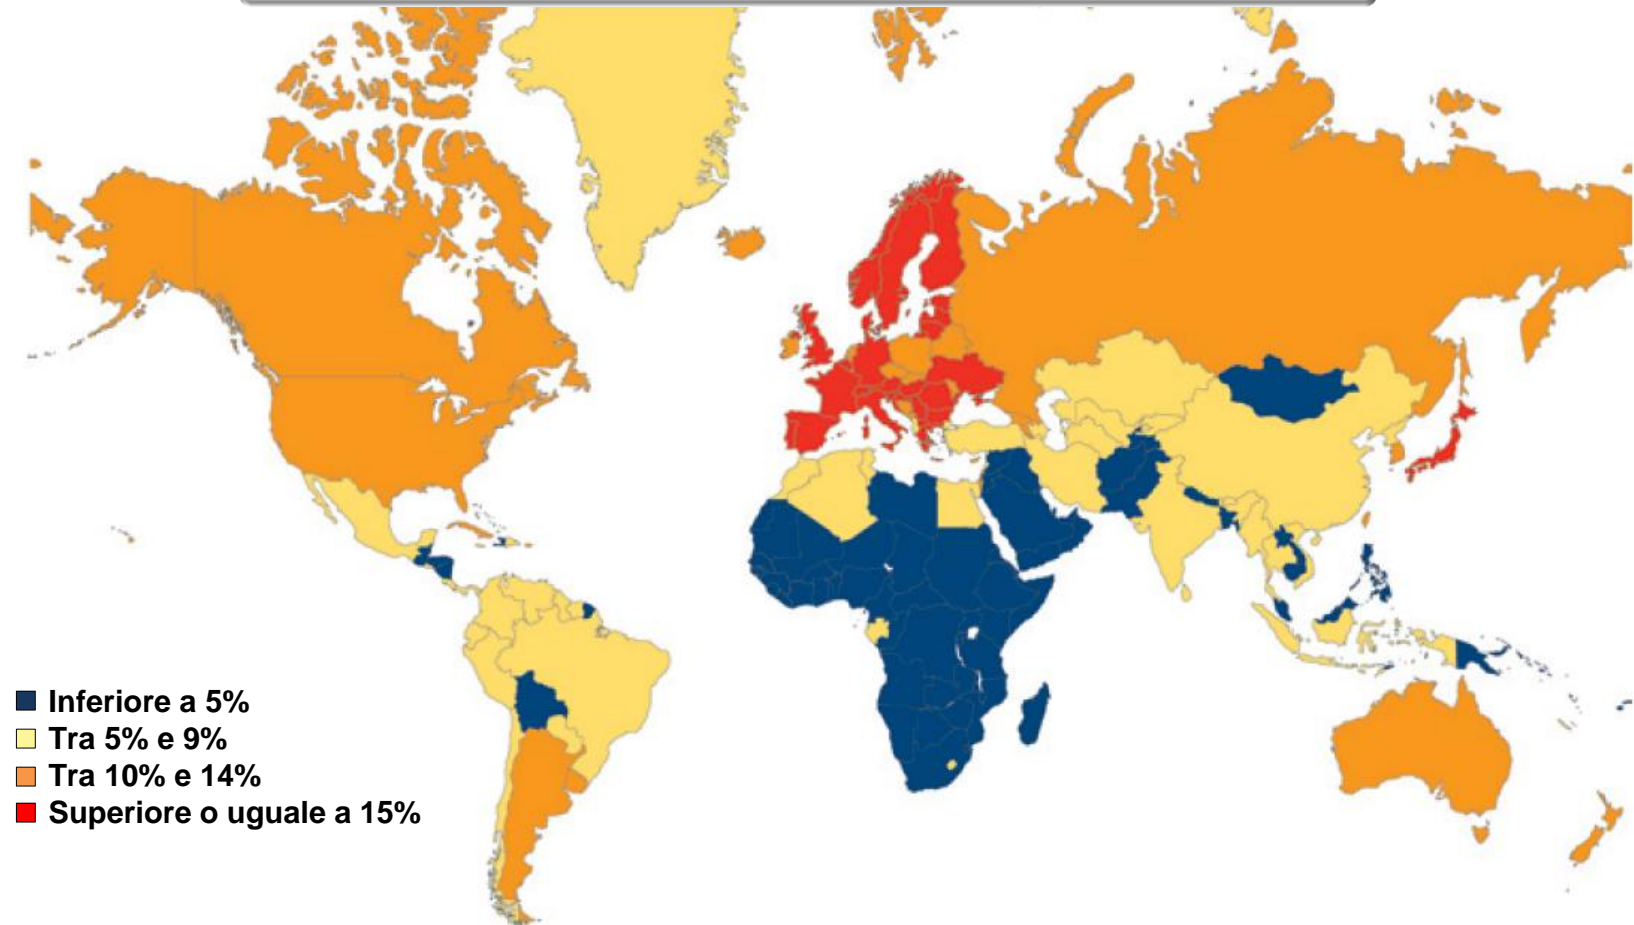 Inferiore a 5%
Tra 5% e 9%
Tra 10% e 14%
Superiore o uguale a 15%